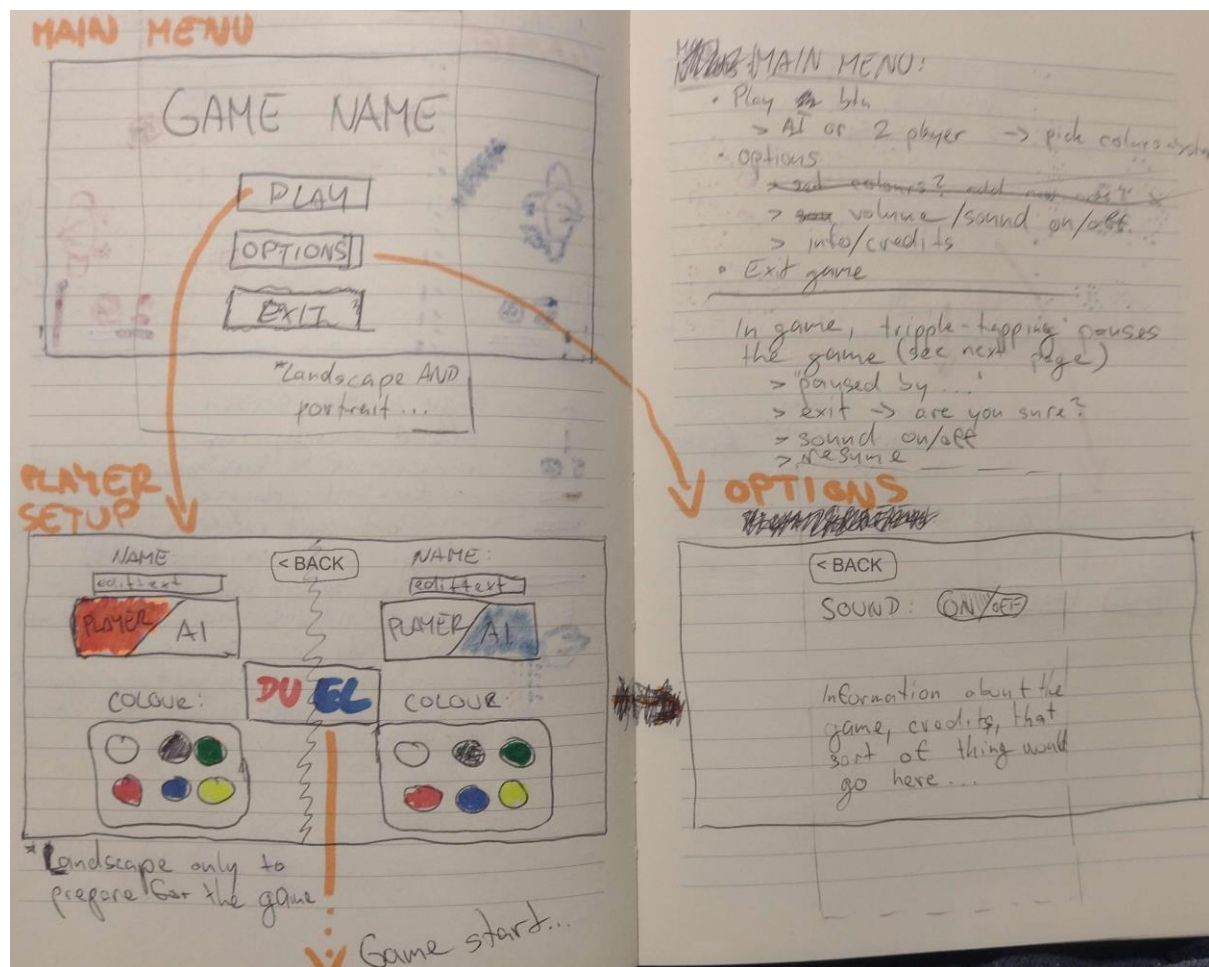 MAIN MENU
GAME NAME
PLAY
OPTIONS
EXIT
*Landscape AND
portrait...
PLAYER
SETUP
NAME
edittext
PLAYER/AI
COLOUR:
< BACK
DUEL
NAME:
edittext
PLAYER/AI
COLOUR
*Landscape only to
prepare for the game
Game start...
MAIN MENU:
• Play btn
> AI or 2 player -> pick colours
• options
> volume/sound on/off
> info/credits
• Exit game
In game, tripple-tapping pauses
the game (see next page)
> "paused by..."
> exit -> are you sure?
> sound on/off
> resume
OPTIONS
< BACK
SOUND: ON/OFF
Information about the
game, credits, that
sort of thing would
go here...